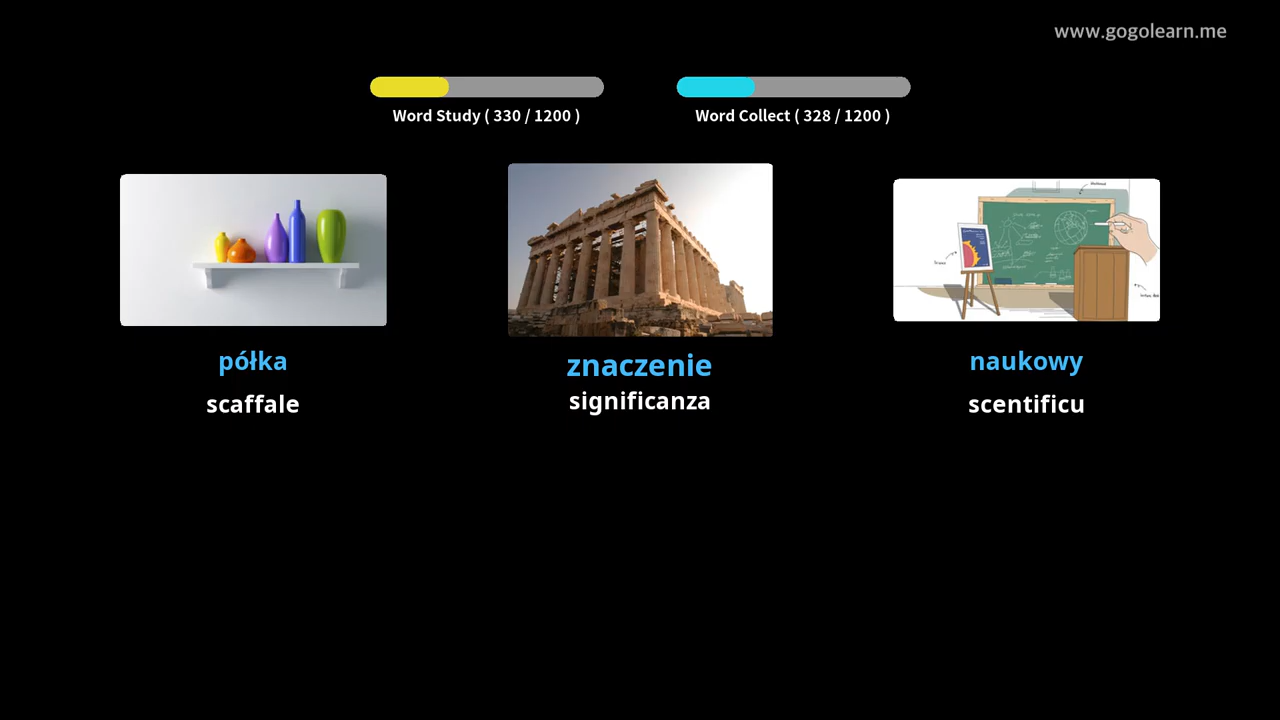 www.gogolearn.me
Word Study ( 330 / 1200 )
Word Collect ( 328 / 1200 )
półka
znaczenie
naukowy
scaffale
significanza
scentificu